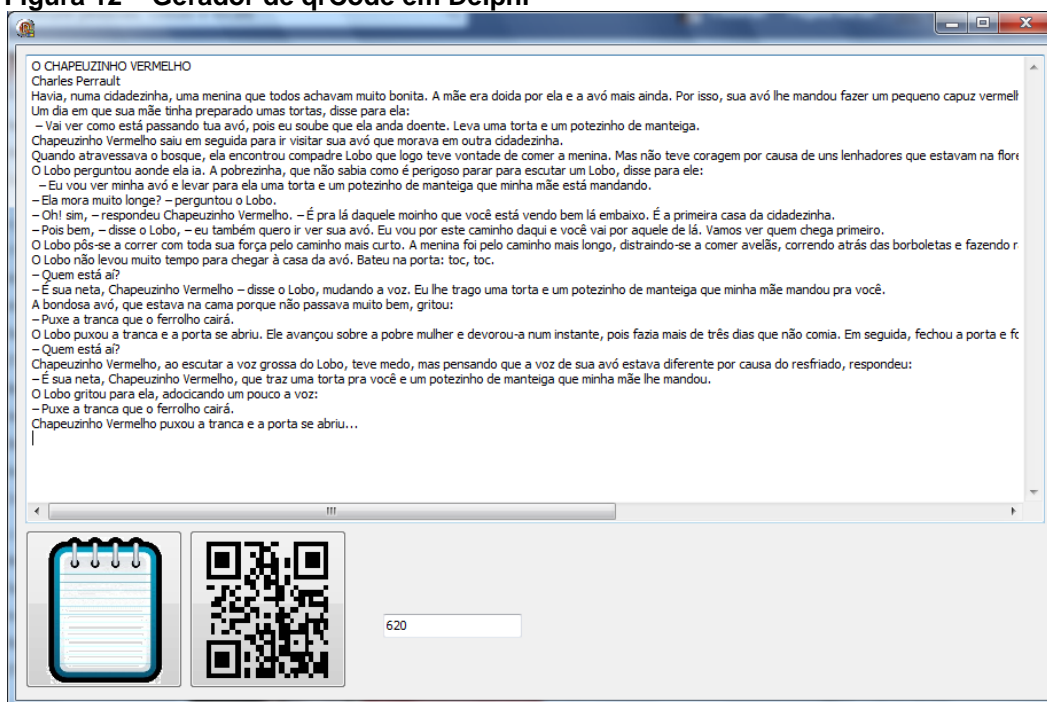 Figura 12 – Gerador de qrCode em Delphi
O CHAPEUZINHO VERMELHO
Charles Perrault
Havia, numa cidadezinha, uma menina que todos achavam muito bonita. A mãe era doida por ela e a avó mais ainda. Por isso, sua avó lhe mandou fazer um pequeno capuz vermel
Um dia em que sua mãe tinha preparado umas tortas, disse para ela:
– Vai ver como está passando tua avó, pois eu soube que ela anda doente. Leva uma torta e um potezinho de manteiga.
Chapeuzinho Vermelho saiu em seguida para ir visitar sua avó que morava em outra cidadezinha.
Quando atravessava o bosque, ela encontrou compadre Lobo que logo teve vontade de comer a menina. Mas não teve coragem por causa de uns lenhadores que estavam na flore
O Lobo perguntou aonde ela ia. A pobrezinha, que não sabia como é perigoso parar para escutar um Lobo, disse para ele:
– Eu vou ver minha avó e levar para ela uma torta e um potezinho de manteiga que minha mãe está mandando.
– Ela mora muito longe? – perguntou o Lobo.
– Oh! sim, – respondeu Chapeuzinho Vermelho. – É pra lá daquele moinho que você está vendo bem lá embaixo. É a primeira casa da cidadezinha.
– Pois bem, – disse o Lobo, – eu também quero ir ver sua avó. Eu vou por este caminho daqui e você vai por aquele de lá. Vamos ver quem chega primeiro.
O Lobo pôs-se a correr com toda sua força pelo caminho mais curto. A menina foi pelo caminho mais longo, distraindo-se a comer avelãs, correndo atrás das borboletas e fazendo r
O Lobo não levou muito tempo para chegar à casa da avó. Bateu na porta: toc, toc.
– Quem está aí?
– É sua neta, Chapeuzinho Vermelho – disse o Lobo, mudando a voz. Eu lhe trago uma torta e um potezinho de manteiga que minha mãe mandou pra você.
A bondosa avó, que estava na cama porque não passava muito bem, gritou:
– Puxe a tranca que o ferrolho cairá.
O Lobo puxou a tranca e a porta se abriu. Ele avançou sobre a pobre mulher e devorou-a num instante, pois fazia mais de três dias que não comia. Em seguida, fechou a porta e fo
– Quem está aí?
Chapeuzinho Vermelho, ao escutar a voz grossa do Lobo, teve medo, mas pensando que a voz de sua avó estava diferente por causa do resfriado, respondeu:
– É sua neta, Chapeuzinho Vermelho, que traz uma torta pra você e um potezinho de manteiga que minha mãe lhe mandou.
O Lobo gritou para ela, adocicando um pouco a voz:
– Puxe a tranca que o ferrolho cairá.
Chapeuzinho Vermelho puxou a tranca e a porta se abriu...
620